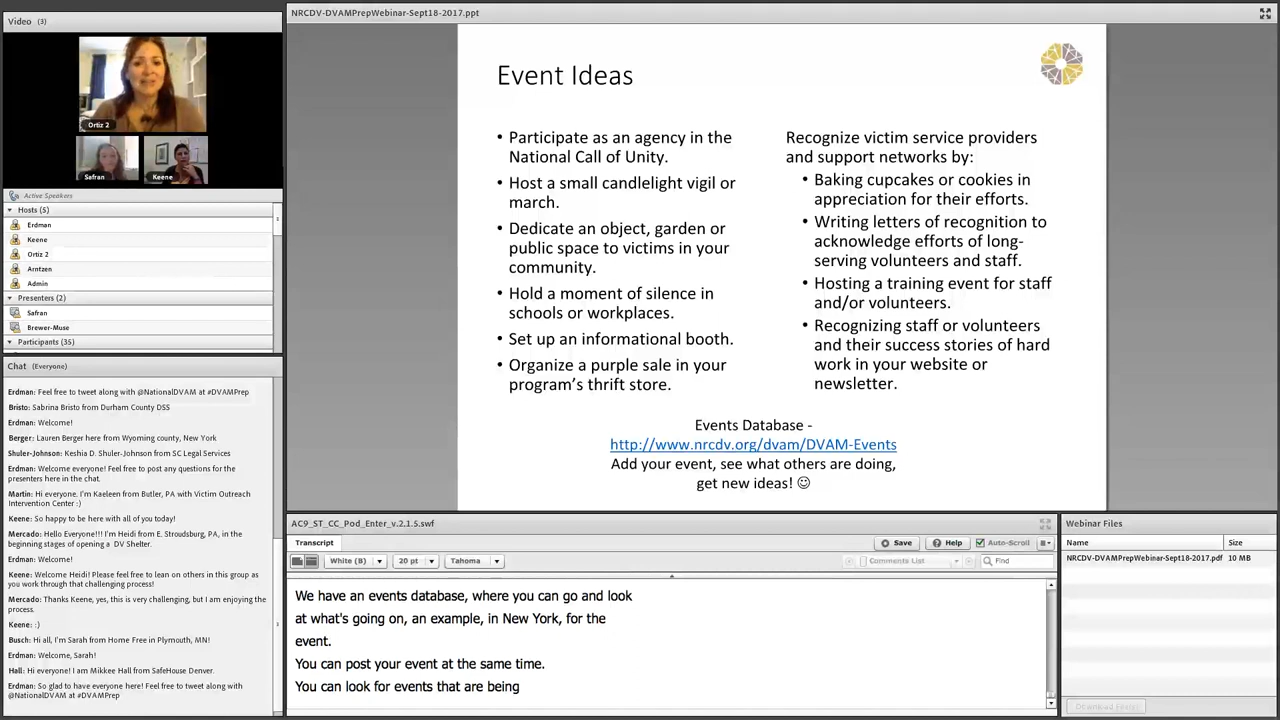 Video (3)
Ortiz 2
Safran
Keene
Active Speakers
Hosts (5)
Erdman
Keene
Ortiz 2
Arntzen
Admin
Presenters (2)
Safran
Brewer-Muse
Participants (35)
Chat (Everyone)
Erdman: Feel free to tweet along with @NationalDVAM at #DVAMPrep
Bristo: Sabrina Bristo from Durham County DSS
Erdman: Welcome!
Berger: Lauren Berger here from Wyoming county, New York
Shuler-Johnson: Keshia D. Shuler-Johnson from SC Legal Services
Erdman: Welcome everyone! Feel free to post any questions for the
presenters here in the chat.
Martin: Hi everyone. I'm Kaeleen from Butler, PA with Victim Outreach
Intervention Center :)
Keene: So happy to be here with all of you today!
Mercado: Hello Everyone!!! I'm Heidi from E. Stroudsburg, PA, in the
beginning stages of opening a DV Shelter.
Erdman: Welcome!
Keene: Welcome Heidi! Please feel free to lean on others in this group as
you work through that challenging process!
Mercado: Thanks Keene, yes, this is very challenging, but I am enjoying the
process.
Keene: :)
Busch: Hi all, I'm Sarah from Home Free in Plymouth, MN!
Erdman: Welcome, Sarah!
Hall: Hi everyone! I am Mikkee Hall from SafeHouse Denver.
Erdman: So glad to have everyone here! Feel free to tweet along with
@NationalDVAM at #DVAMPrep
NRCDV-DVAMPrepWebinar-Sept18-2017.ppt
Event Ideas
• Participate as an agency in the
National Call of Unity.
• Host a small candlelight vigil or
march.
• Dedicate an object, garden or
public space to victims in your
community.
• Hold a moment of silence in
schools or workplaces.
• Set up an informational booth.
• Organize a purple sale in your
program's thrift store.
Recognize victim service providers
and support networks by:
• Baking cupcakes or cookies in
appreciation for their efforts.
• Writing letters of recognition to
acknowledge efforts of long-
serving volunteers and staff.
• Hosting a training event for staff
and/or volunteers.
• Recognizing staff or volunteers
and their success stories of hard
work in your website or
newsletter.
Events Database -
http://www.nrcdv.org/dvam/DVAM-Events
Add your event, see what others are doing,
get new ideas! ☺
AC9_ST_CC_Pod_Enter_v.2.1.5.swf
Transcript
Save
Help
Auto-Scroll
White (B)
20 pt
Tahoma
Comments List
Find
We have an events database, where you can go and look
at what's going on, an example, in New York, for the
event.
You can post your event at the same time.
You can look for events that are being
Webinar Files
Name Size
NRCDV-DVAMPrepWebinar-Sept18-2017.pdf 10 MB
Download File(s)